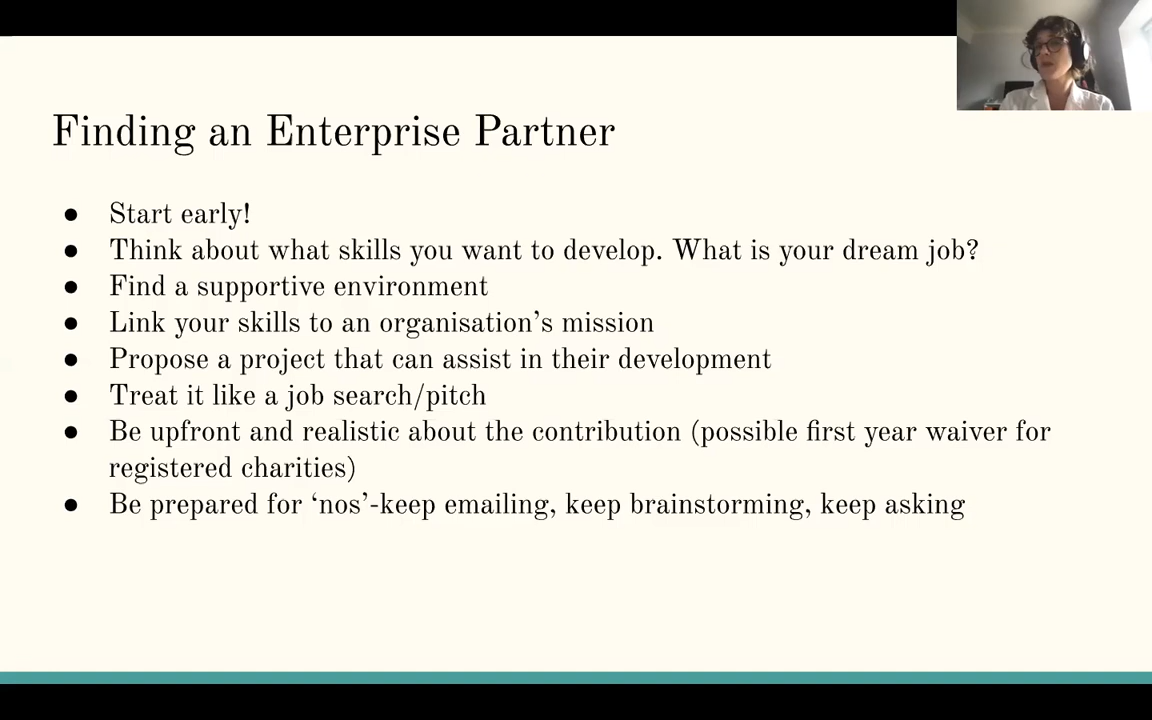 Finding an Enterprise Partner
● Start early!
● Think about what skills you want to develop. What is your dream job?
● Find a supportive environment
● Link your skills to an organisation’s mission
● Propose a project that can assist in their development
● Treat it like a job search/pitch
● Be upfront and realistic about the contribution (possible first year waiver for
registered charities)
● Be prepared for ‘nos’-keep emailing, keep brainstorming, keep asking